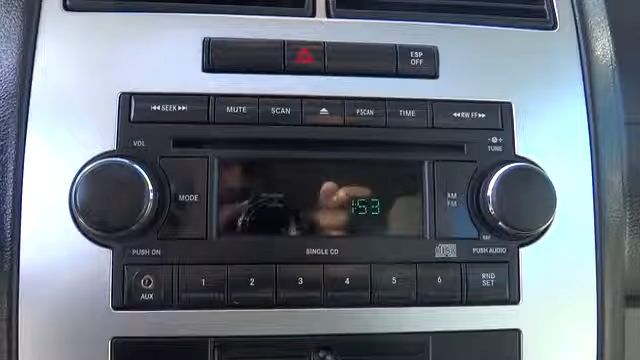 ESP
OFF
SEEK
MUTE
SCAN
PSCAN
TIME
RW FF
VOL
TUNE
MODE
1:53
AM
FM
PUSH ON
SINGLE CD
PUSH AUDIO
AUX
1
2
3
4
5
6
RND
SET